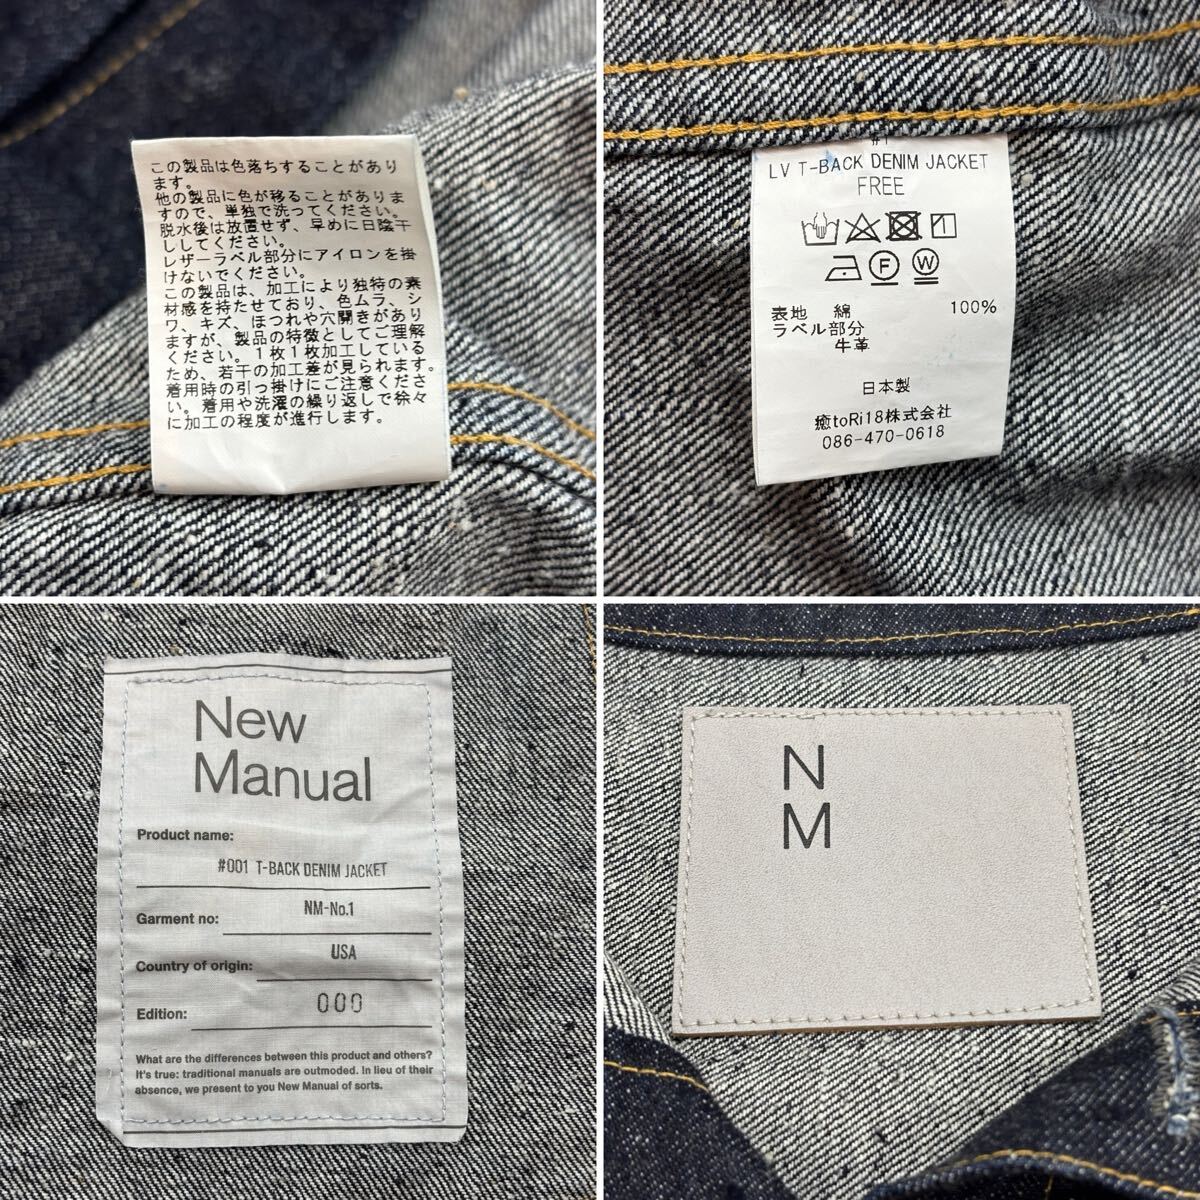 この製品は色落ちすることがあり
ます。
他の製品に色が移ることがありま
すので、単独で洗ってください。
脱水後は放置せず、早めに日陰干
ししてください。
レザーラベル部分にアイロンを掛
けないでください。
この製品は、加工により独特の素
材感を持たせており、色ムラ、シ
ワ、キズ、ほつれや穴開きがあり
ますが、製品の特徴としてご理解
ください。1枚1枚加工している
ため、若干の加工差が見られます。
着用時の引っ掛けにご注意くださ
い。着用や洗濯の繰り返しで徐々
に加工の程度が進行します。
#1
LV T-BACK DENIM JACKET
FREE
1
F W
表地 綿 100%
ラベル部分
牛革
日本製
癒toRi18株式会社
086-470-0618
New
Manual
Product name:
#001 T-BACK DENIM JACKET
Garment no: NM-No.1
Country of origin: USA
Edition: 000
What are the differences between this product and others?
It's true: traditional manuals are outmoded. In lieu of their
absence, we present to you New Manual of sorts.
N
M